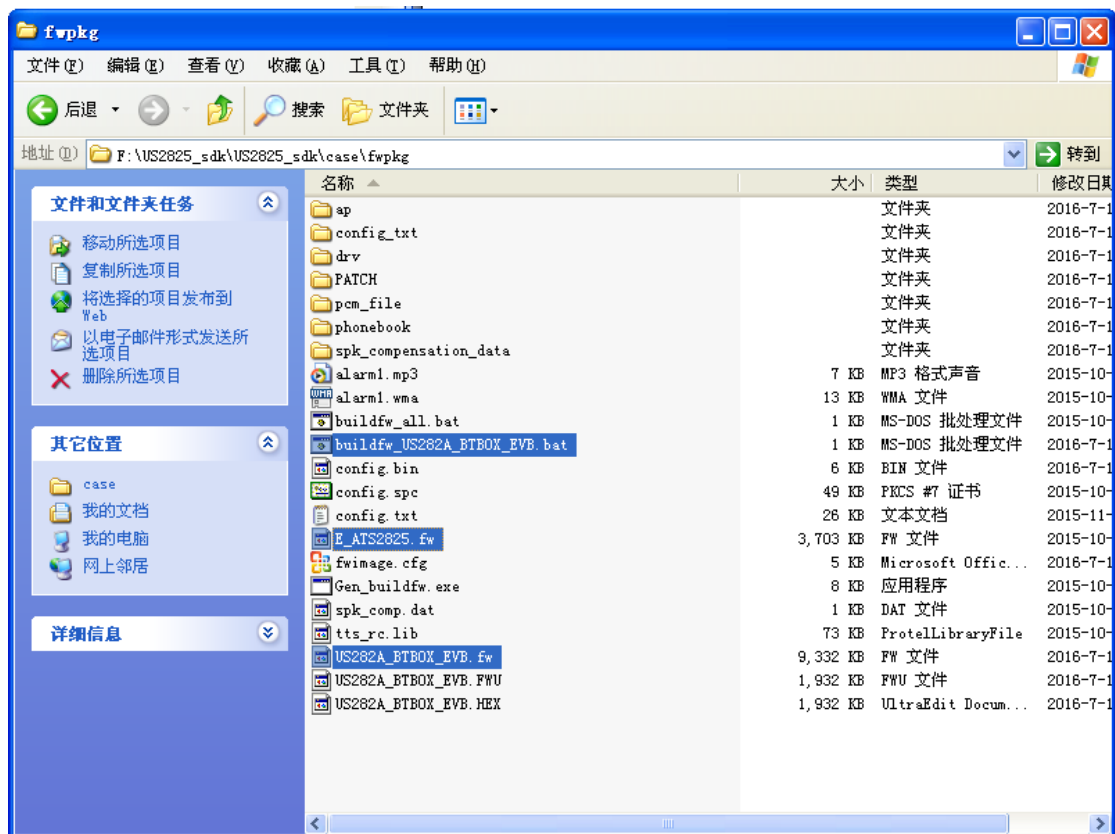 fwpkg
文件(F) 编辑(E) 查看(V) 收藏(A) 工具(T) 帮助(H)
后退 搜索 文件夹
地址(D) F:\US2825_sdk\US2825_sdk\case\fwpkg 转到
文件和文件夹任务
移动所选项目
复制所选项目
将选择的项目发布到
Web
以电子邮件形式发送所
选项目
删除所选项目
其它位置
case
我的文档
我的电脑
网上邻居
详细信息
名称 大小 类型 修改日期
ap 文件夹 2016-7-1
config_txt 文件夹 2016-7-1
drv 文件夹 2016-7-1
PATCH 文件夹 2016-7-1
pcm_file 文件夹 2016-7-1
phonebook 文件夹 2016-7-1
spk_compensation_data 文件夹 2016-7-1
alarm1.mp3 7 KB MP3 格式声音 2015-10-
alarm1.wma 13 KB WMA 文件 2015-10-
buildfw_all.bat 1 KB MS-DOS 批处理文件 2015-10-
buildfw_US282A_BTBOX_EVB.bat 1 KB MS-DOS 批处理文件 2016-7-1
config.bin 6 KB BIN 文件 2016-7-1
config.spc 49 KB PKCS #7 证书 2015-10-
config.txt 26 KB 文本文档 2015-11-
E_ATS2825.fw 3,703 KB FW 文件 2015-10-
fwimage.cfg 5 KB Microsoft Offic... 2016-7-1
Gen_buildfw.exe 8 KB 应用程序 2015-10-
spk_comp.dat 1 KB DAT 文件 2015-10-
tts_rc.lib 73 KB ProtelLibraryFile 2015-10-
US282A_BTBOX_EVB.fw 9,332 KB FW 文件 2016-7-1
US282A_BTBOX_EVB.FWU 1,932 KB FWU 文件 2016-7-1
US282A_BTBOX_EVB.HEX 1,932 KB UltraEdit Docum... 2016-7-1